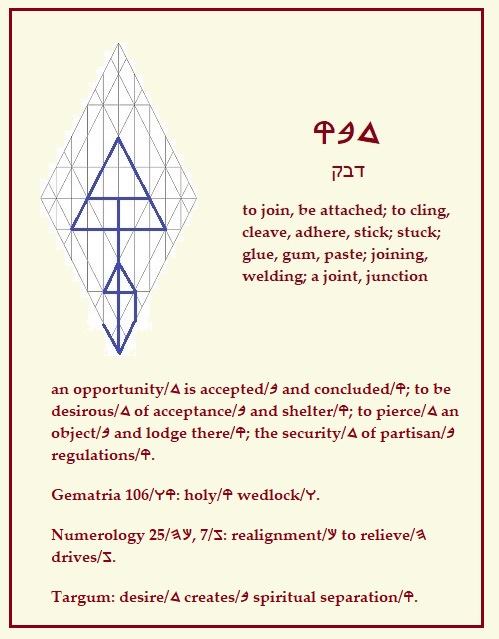 𐤃𐤁𐤒
דבק
to join, be attached; to cling,
cleave, adhere, stick; stuck;
glue, gum, paste; joining,
welding; a joint, junction
an opportunity/𐤃 is accepted/𐤁 and concluded/𐤒; to be
desirous/𐤃 of acceptance/𐤁 and shelter/𐤒; to pierce/𐤃 an
object/𐤁 and lodge there/𐤒; the security/𐤃 of partisan/𐤁
regulations/𐤒.
Gematria 106/𐤒𐤅: holy/𐤒 wedlock/𐤅.
Numerology 25/𐤊𐤄, 7/𐤆: realignment/𐤊 to relieve/𐤄
drives/𐤆.
Targum: desire/𐤃 creates/𐤁 spiritual separation/𐤒.